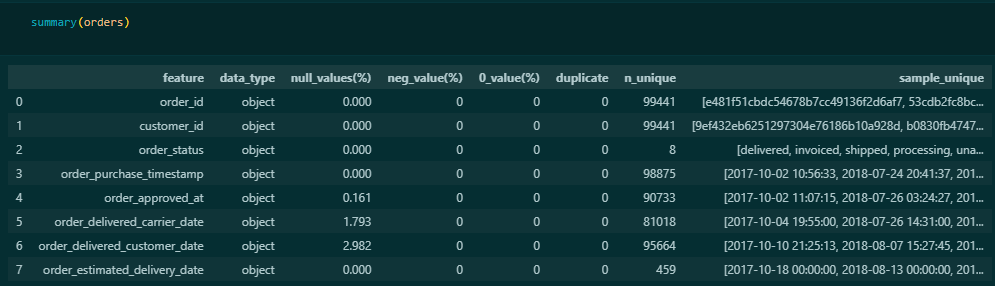 summary(orders)
feature data_type null_values(%) neg_value(%) 0_value(%) duplicate n_unique sample_unique
0 order_id object 0.000 0 0 0 99441 [e481f51cbdc54678b7cc49136f2d6af7, 53cdb2fc8bc...
1 customer_id object 0.000 0 0 0 99441 [9ef432eb6251297304e76186b10a928d, b0830fb4747...
2 order_status object 0.000 0 0 0 8 [delivered, invoiced, shipped, processing, una...
3 order_purchase_timestamp object 0.000 0 0 0 98875 [2017-10-02 10:56:33, 2018-07-24 20:41:37, 201...
4 order_approved_at object 0.161 0 0 0 90733 [2017-10-02 11:07:15, 2018-07-26 03:24:27, 201...
5 order_delivered_carrier_date object 1.793 0 0 0 81018 [2017-10-04 19:55:00, 2018-07-26 14:31:00, 201...
6 order_delivered_customer_date object 2.982 0 0 0 95664 [2017-10-10 21:25:13, 2018-08-07 15:27:45, 201...
7 order_estimated_delivery_date object 0.000 0 0 0 459 [2017-10-18 00:00:00, 2018-08-13 00:00:00, 201...